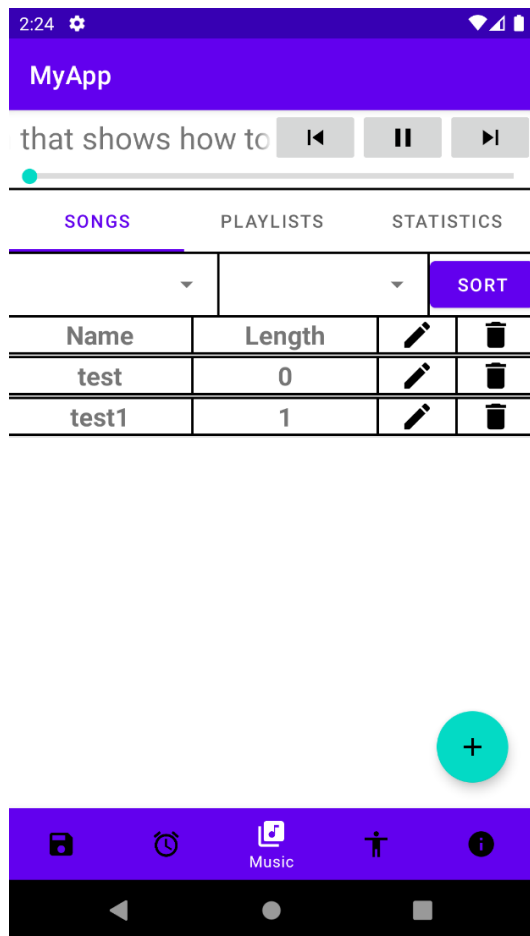 2:24
MyApp
that shows how to
SONGS PLAYLISTS STATISTICS
SORT
Name Length
test 0
test1 1
Music